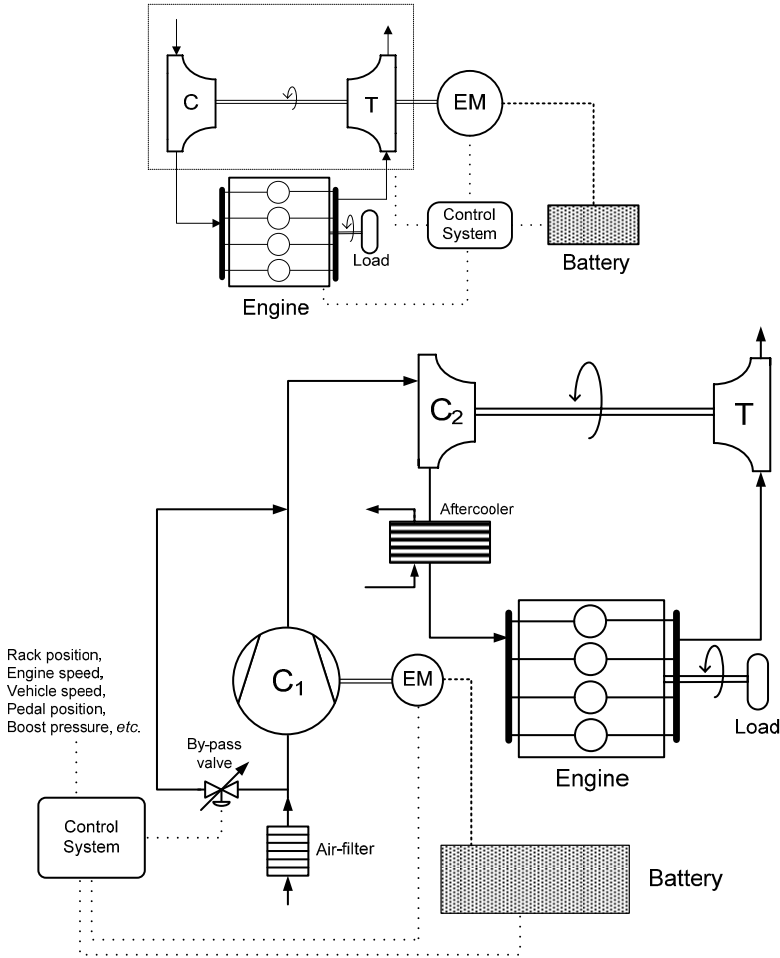 C
T
EM
Control
System
Load
Battery
Engine
C2
T
Aftercooler
Rack position,
Engine speed,
Vehicle speed,
Pedal position,
Boost pressure, etc.
C1
EM
By-pass
valve
Load
Engine
Control
System
Air-filter
Battery